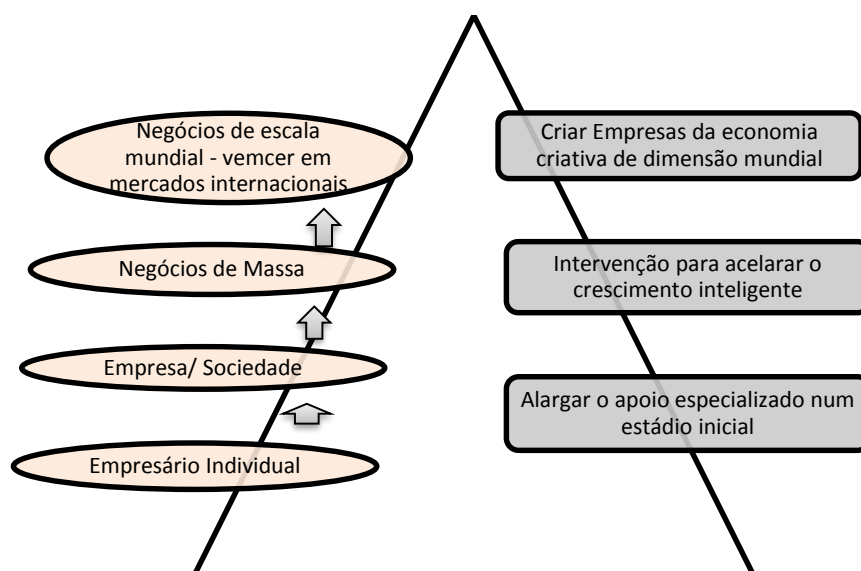 Negócios de escala
mundial - vemcer em
mercados internacionais
Negócios de Massa
Empresa/ Sociedade
Empresário Individual
Criar Empresas da economia
criativa de dimensão mundial
Intervenção para acelarar o
crescimento inteligente
Alargar o apoio especializado num
estádio inicial